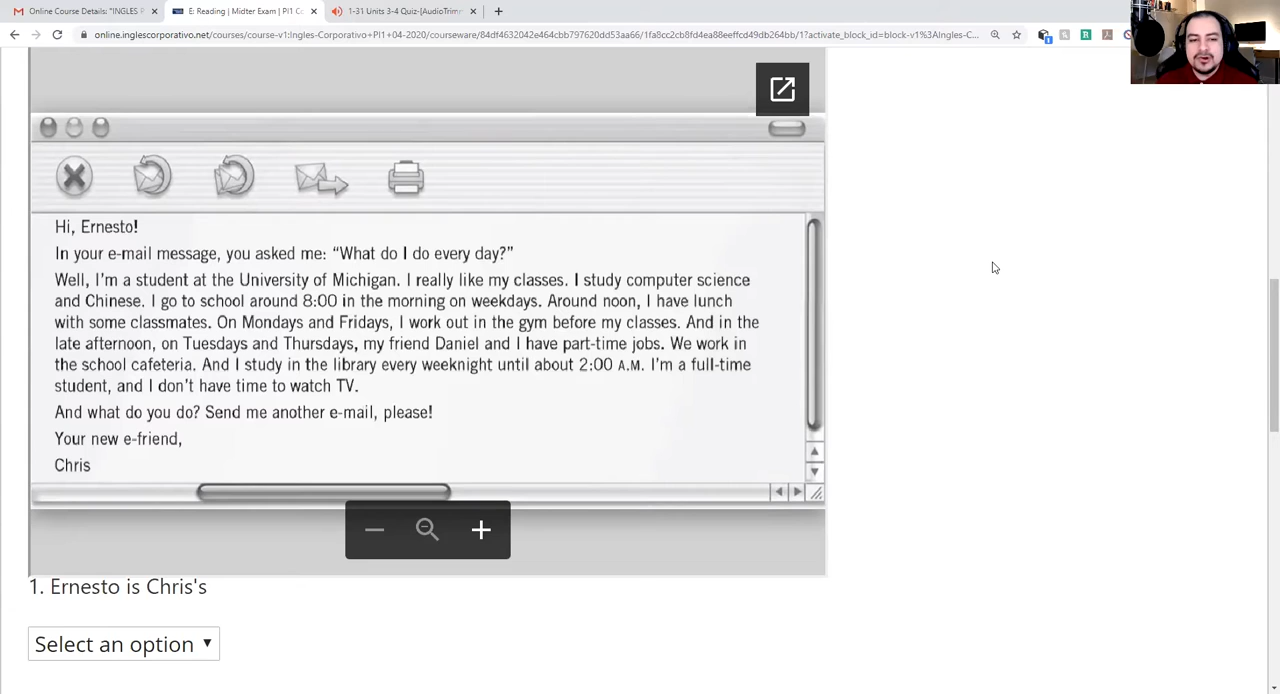 Online Course Details: "INGLES P
E: Reading | Midter Exam | PI1 Co
1-31 Units 3-4 Quiz-[AudioTrimm
online.inglescorporativo.net/courses/course-v1:Ingles-Corporativo+PI1+04-2020/courseware/84df4632042e464cbb797620dd53aa66/1fa8cc2cb8fd4ea88eeffcd49db264bb/1?activate_block_id=block-v1%3AIngles-C...
Hi, Ernesto!
In your e-mail message, you asked me: “What do I do every day?”
Well, I'm a student at the University of Michigan. I really like my classes. I study computer science
and Chinese. I go to school around 8:00 in the morning on weekdays. Around noon, I have lunch
with some classmates. On Mondays and Fridays, I work out in the gym before my classes. And in the
late afternoon, on Tuesdays and Thursdays, my friend Daniel and I have part-time jobs. We work in
the school cafeteria. And I study in the library every weeknight until about 2:00 A.M. I'm a full-time
student, and I don't have time to watch TV.
And what do you do? Send me another e-mail, please!
Your new e-friend,
Chris
1. Ernesto is Chris's
Select an option